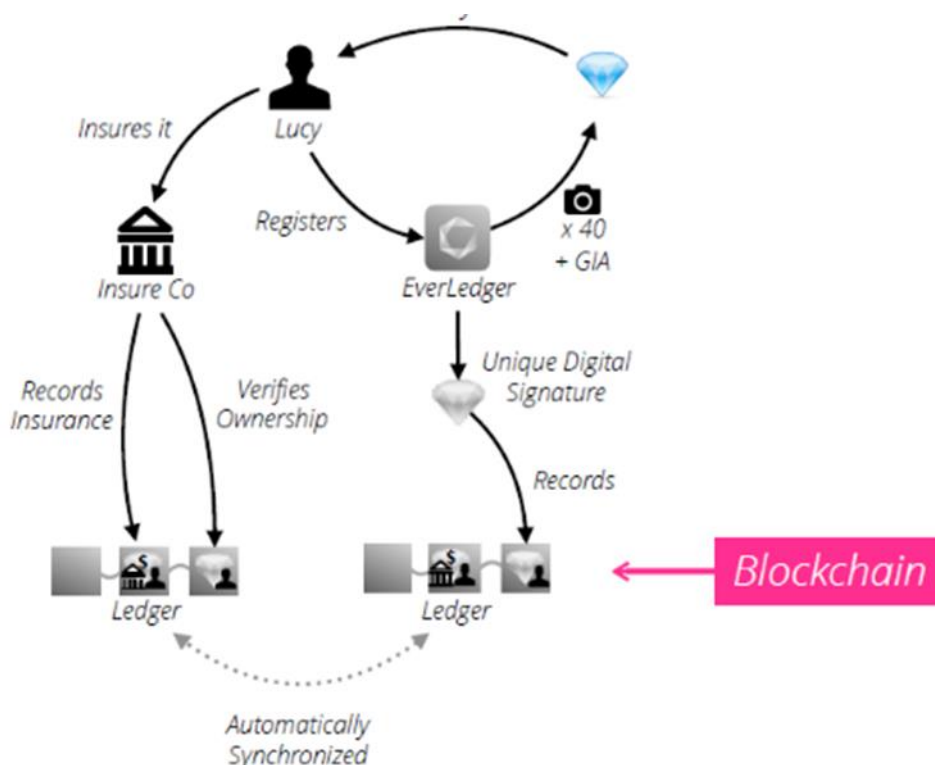 Lucy
Insures it
Registers
x 40
+ GIA
Insure Co
EverLedger
Unique Digital
Signature
Records
Insurance
Verifies
Ownership
Records
$
$
Blockchain
Ledger
Ledger
Automatically
Synchronized